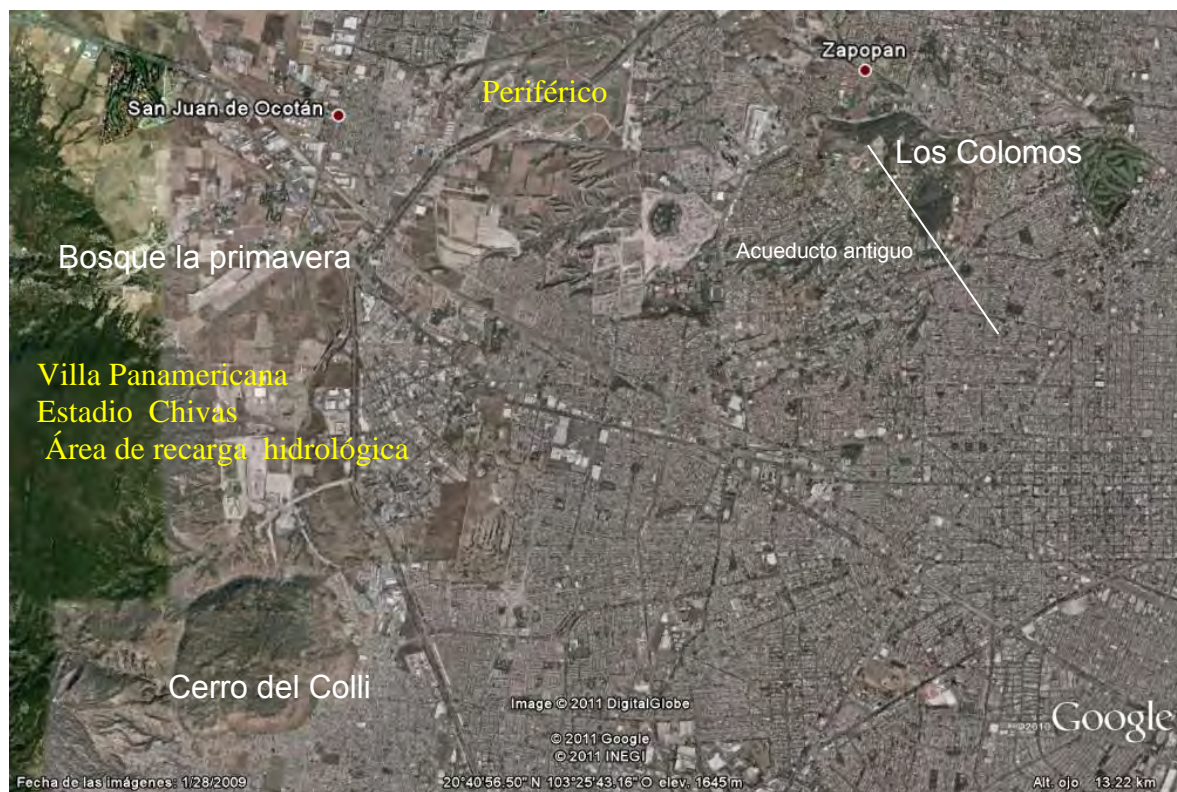 Zapopan
Periférico
San Juan de Ocotán
Los Colomos
Bosque la primavera
Acueducto antiguo
Villa Panamericana
Estadio Chivas
Área de recarga hidrológica
Cerro del Colli
Image © 2011 DigitalGlobe
© 2011 Google
© 2011 INEGI
©2010 Google
Fecha de las imágenes: 1/28/2009
20°40'56.50" N 103°25'43.16" O elev. 1645 m
Alt. ojo 13.22 km